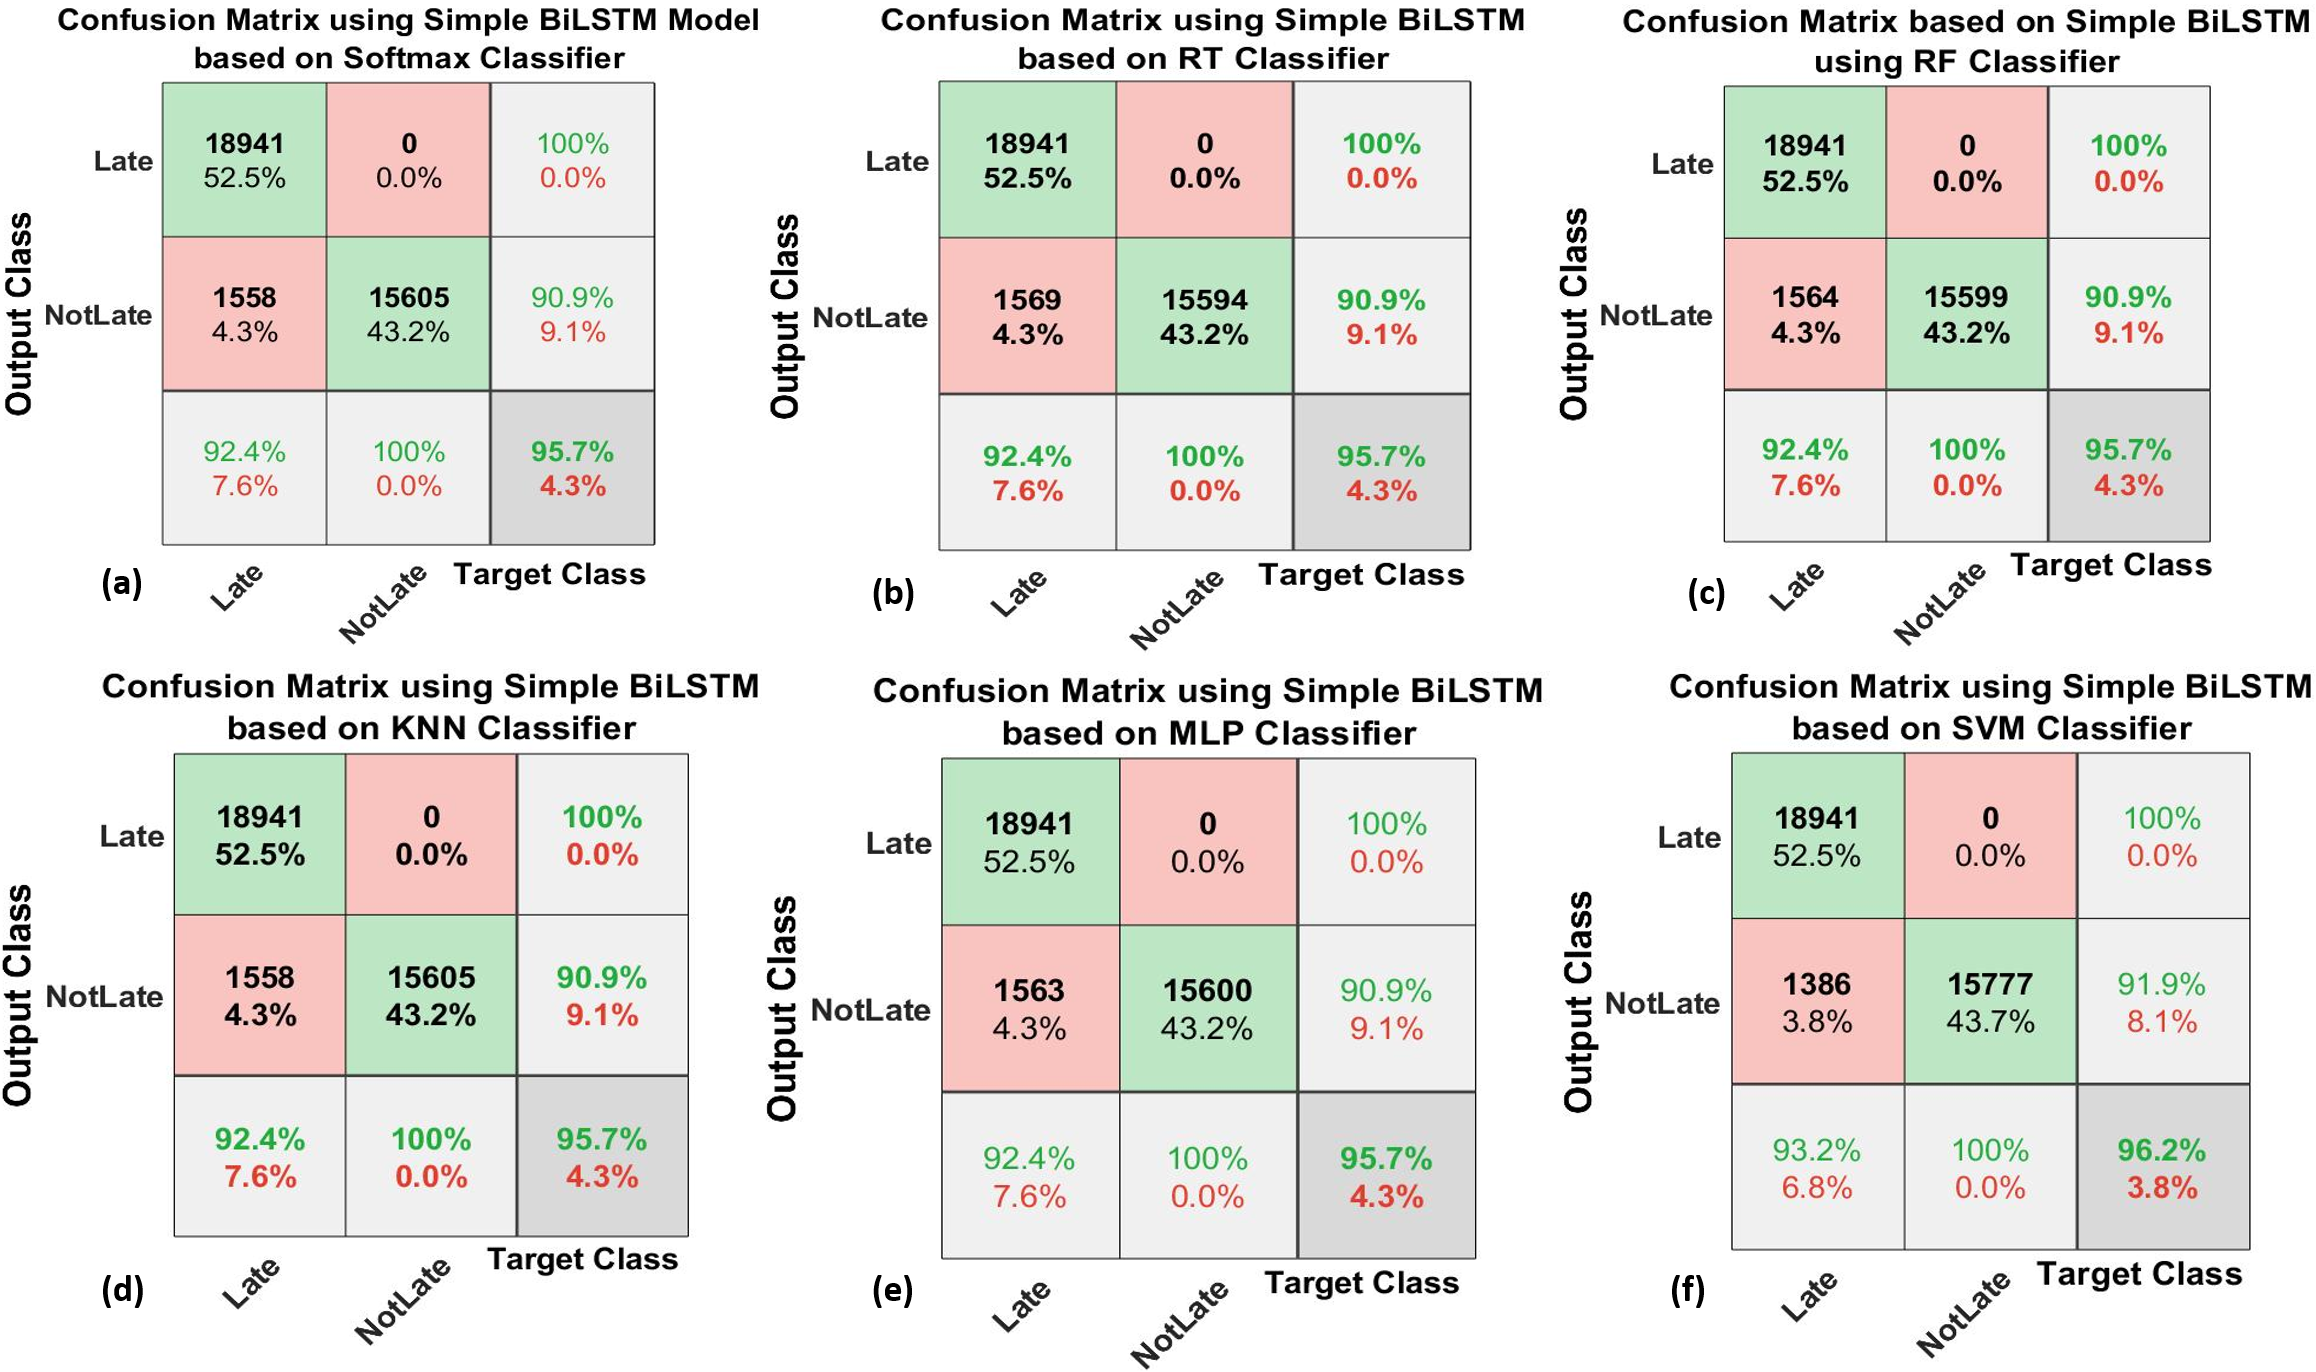 Confusion Matrix using Simple BiLSTM Model
based on Softmax Classifier
18941
52.5%
0
0.0%
100%
0.0%
Late
1558
4.3%
15605
43.2%
90.9%
9.1%
NotLate
Output Class
92.4%
7.6%
100%
0.0%
95.7%
4.3%
Late
NotLate
Target Class
(a)
Confusion Matrix using Simple BiLSTM
based on RT Classifier
18941
52.5%
0
0.0%
100%
0.0%
Late
1569
4.3%
15594
43.2%
90.9%
9.1%
NotLate
Output Class
92.4%
7.6%
100%
0.0%
95.7%
4.3%
Late
NotLate
Target Class
(b)
Confusion Matrix based on Simple BiLSTM
using RF Classifier
18941
52.5%
0
0.0%
100%
0.0%
Late
1564
4.3%
15599
43.2%
90.9%
9.1%
NotLate
Output Class
92.4%
7.6%
100%
0.0%
95.7%
4.3%
Late
NotLate
Target Class
(c)
Confusion Matrix using Simple BiLSTM
based on KNN Classifier
18941
52.5%
0
0.0%
100%
0.0%
Late
1558
4.3%
15605
43.2%
90.9%
9.1%
NotLate
Output Class
92.4%
7.6%
100%
0.0%
95.7%
4.3%
Late
NotLate
Target Class
(d)
Confusion Matrix using Simple BiLSTM
based on MLP Classifier
18941
52.5%
0
0.0%
100%
0.0%
Late
1563
4.3%
15600
43.2%
90.9%
9.1%
NotLate
Output Class
92.4%
7.6%
100%
0.0%
95.7%
4.3%
Late
NotLate
Target Class
(e)
Confusion Matrix using Simple BiLSTM
based on SVM Classifier
18941
52.5%
0
0.0%
100%
0.0%
Late
1386
3.8%
15777
43.7%
91.9%
8.1%
NotLate
Output Class
93.2%
6.8%
100%
0.0%
96.2%
3.8%
Late
NotLate
Target Class
(f)